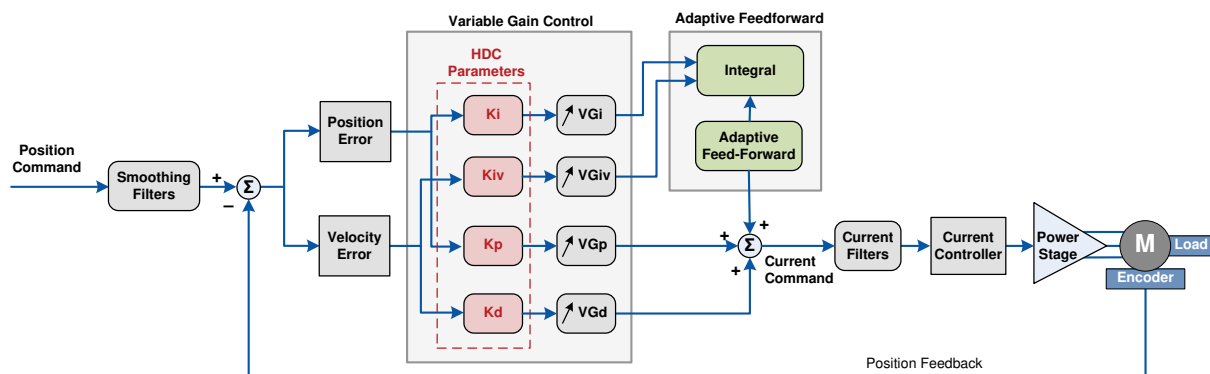 Variable Gain Control
Adaptive Feedforward
HDC
Parameters
Integral
Ki
VGi
Position
Error
Adaptive
Feed-Forward
Position
Command
Smoothing
Filters
+
Σ
−
Kiv
VGiv
Velocity
Error
Kp
VGp
+
+
Σ
+
Current
Command
Current
Filters
Current
Controller
Power
Stage
M
Load
Encoder
Kd
VGd
Position Feedback